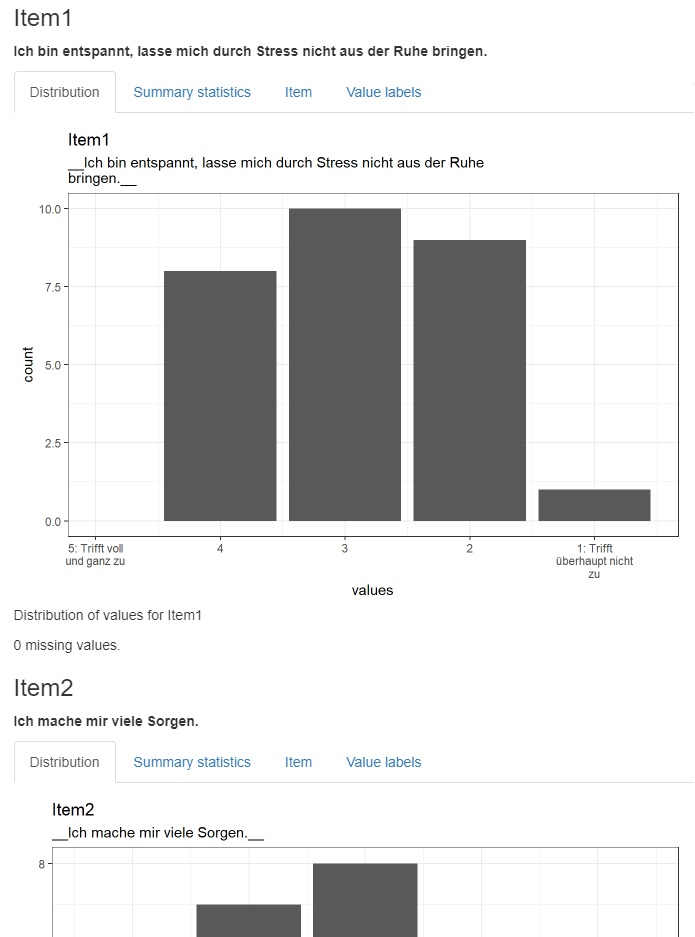 Item1
Ich bin entspannt, lasse mich durch Stress nicht aus der Ruhe bringen.
Distribution Summary statistics Item Value labels
Item1
__Ich bin entspannt, lasse mich durch Stress nicht aus der Ruhe
bringen.__
10.0
7.5
count
5.0
2.5
0.0
5: Trifft voll 4 3 2 1: Trifft
und ganz zu überhaupt nicht
zu
values
Distribution of values for Item1
0 missing values.
Item2
Ich mache mir viele Sorgen.
Distribution Summary statistics Item Value labels
Item2
__Ich mache mir viele Sorgen.__
8